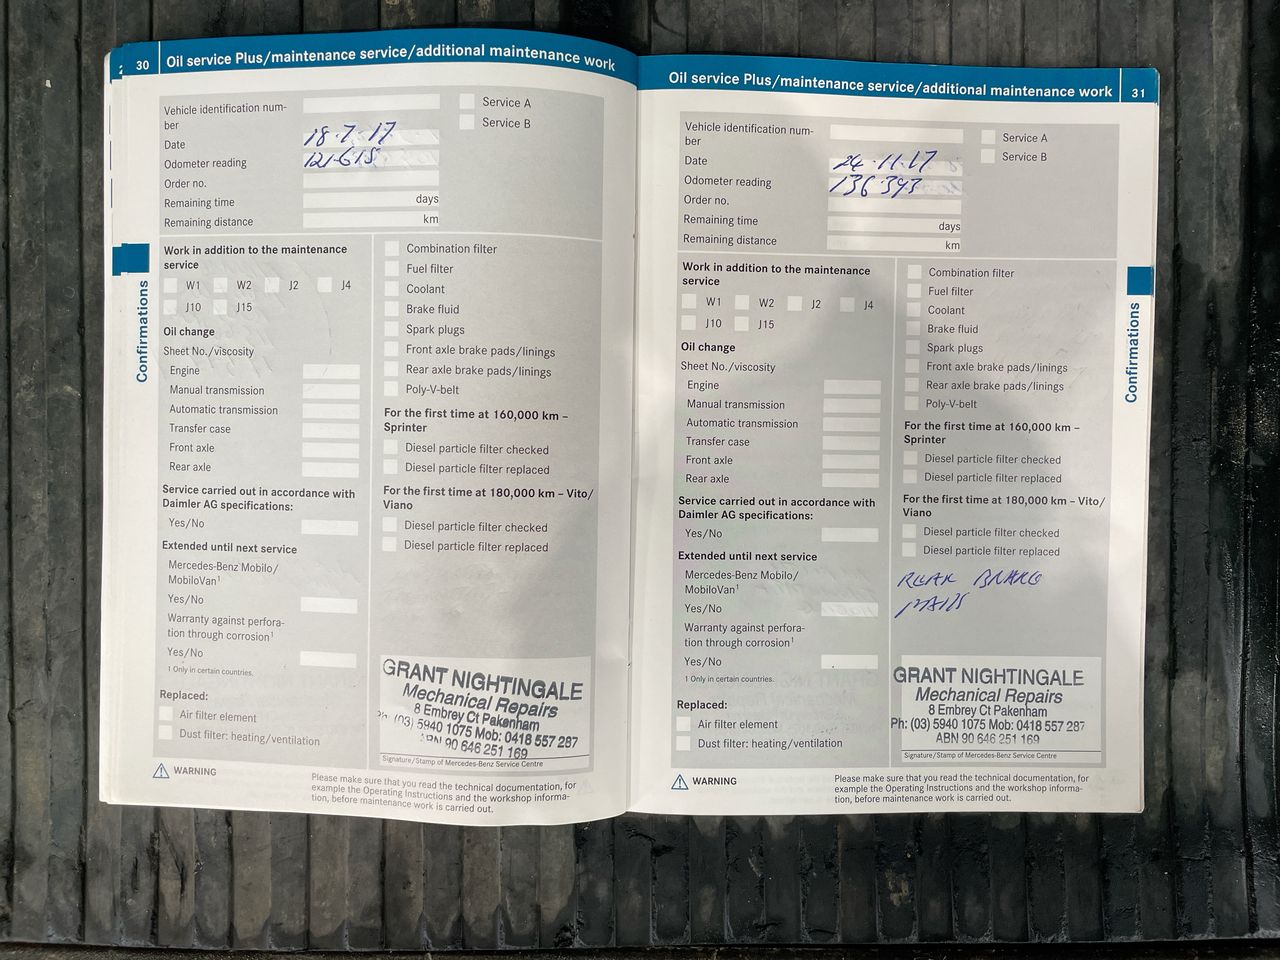 30 Oil service Plus/maintenance service/additional maintenance work
Vehicle identification num-
ber
Date 18·7·17
Odometer reading 121·615
Order no.
Remaining time days
Remaining distance km
Service A
Service B
Work in addition to the maintenance
service
W1 W2 J2 J4
J10 J15
Oil change
Sheet No./viscosity
Engine
Manual transmission
Automatic transmission
Transfer case
Front axle
Rear axle
Service carried out in accordance with
Daimler AG specifications:
Yes/No
Extended until next service
Mercedes-Benz Mobilo/
MobiloVan¹
Yes/No
Warranty against perfora-
tion through corrosion¹
Yes/No
1 Only in certain countries.
Replaced:
Air filter element
Dust filter: heating/ventilation
Combination filter
Fuel filter
Coolant
Brake fluid
Spark plugs
Front axle brake pads/linings
Rear axle brake pads/linings
Poly-V-belt
For the first time at 160,000 km –
Sprinter
Diesel particle filter checked
Diesel particle filter replaced
For the first time at 180,000 km – Vito/
Viano
Diesel particle filter checked
Diesel particle filter replaced
GRANT NIGHTINGALE
Mechanical Repairs
8 Embrey Ct Pakenham
Ph: (03) 5940 1075 Mob: 0418 557 287
ABN 90 646 251 169
Signature/Stamp of Mercedes-Benz Service Centre
WARNING
Please make sure that you read the technical documentation, for
example the Operating Instructions and the workshop informa-
tion, before maintenance work is carried out.
Confirmations
Oil service Plus/maintenance service/additional maintenance work 31
Vehicle identification num-
ber
Date 24·11·17
Odometer reading 136·393
Order no.
Remaining time days
Remaining distance km
Service A
Service B
Work in addition to the maintenance
service
W1 W2 J2 J4
J10 J15
Oil change
Sheet No./viscosity
Engine
Manual transmission
Automatic transmission
Transfer case
Front axle
Rear axle
Service carried out in accordance with
Daimler AG specifications:
Yes/No
Extended until next service
Mercedes-Benz Mobilo/
MobiloVan¹
Yes/No
Warranty against perfora-
tion through corrosion¹
Yes/No
1 Only in certain countries.
Replaced:
Air filter element
Dust filter: heating/ventilation
Combination filter
Fuel filter
Coolant
Brake fluid
Spark plugs
Front axle brake pads/linings
Rear axle brake pads/linings
Poly-V-belt
For the first time at 160,000 km –
Sprinter
Diesel particle filter checked
Diesel particle filter replaced
For the first time at 180,000 km – Vito/
Viano
Diesel particle filter checked
Diesel particle filter replaced
REAR BRAKE
PADS
GRANT NIGHTINGALE
Mechanical Repairs
8 Embrey Ct Pakenham
Ph: (03) 5940 1075 Mob: 0418 557 287
ABN 90 646 251 169
Signature/Stamp of Mercedes-Benz Service Centre
WARNING
Please make sure that you read the technical documentation, for
example the Operating Instructions and the workshop informa-
tion, before maintenance work is carried out.
Confirmations